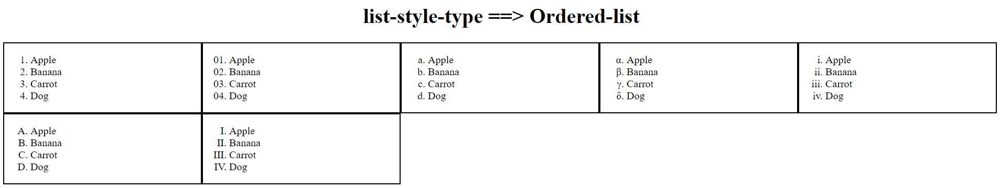 list-style-type ==> Ordered-list
1. Apple
2. Banana
3. Carrot
4. Dog
01. Apple
02. Banana
03. Carrot
04. Dog
a. Apple
b. Banana
c. Carrot
d. Dog
α. Apple
β. Banana
γ. Carrot
δ. Dog
i. Apple
ii. Banana
iii. Carrot
iv. Dog
A. Apple
B. Banana
C. Carrot
D. Dog
I. Apple
II. Banana
III. Carrot
IV. Dog